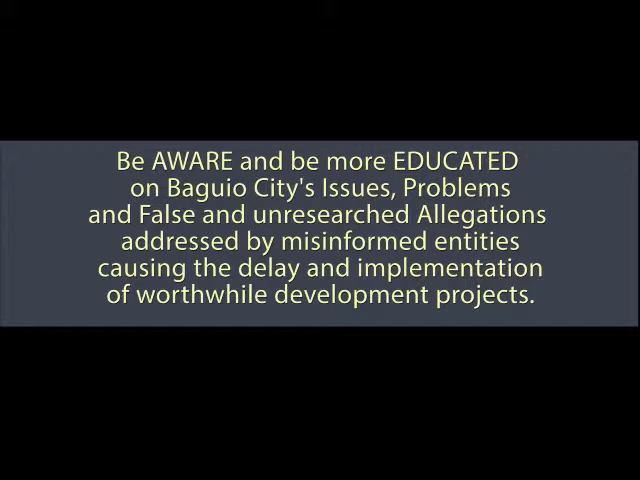 Be AWARE and be more EDUCATED
on Baguio City's Issues, Problems
and False and unresearched Allegations
addressed by misinformed entities
causing the delay and implementation
of worthwhile development projects.